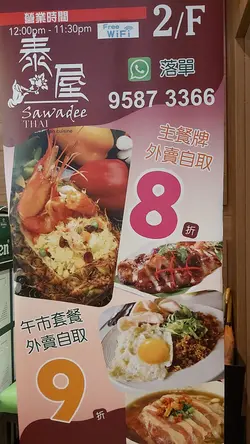 營業時間
12:00pm - 11:30pm
Free
WiFi
2/F
泰屋
Sawadee
THAI
落單
9587 3366
主餐牌
外賣自取
8折
午市套餐
外賣自取
9折